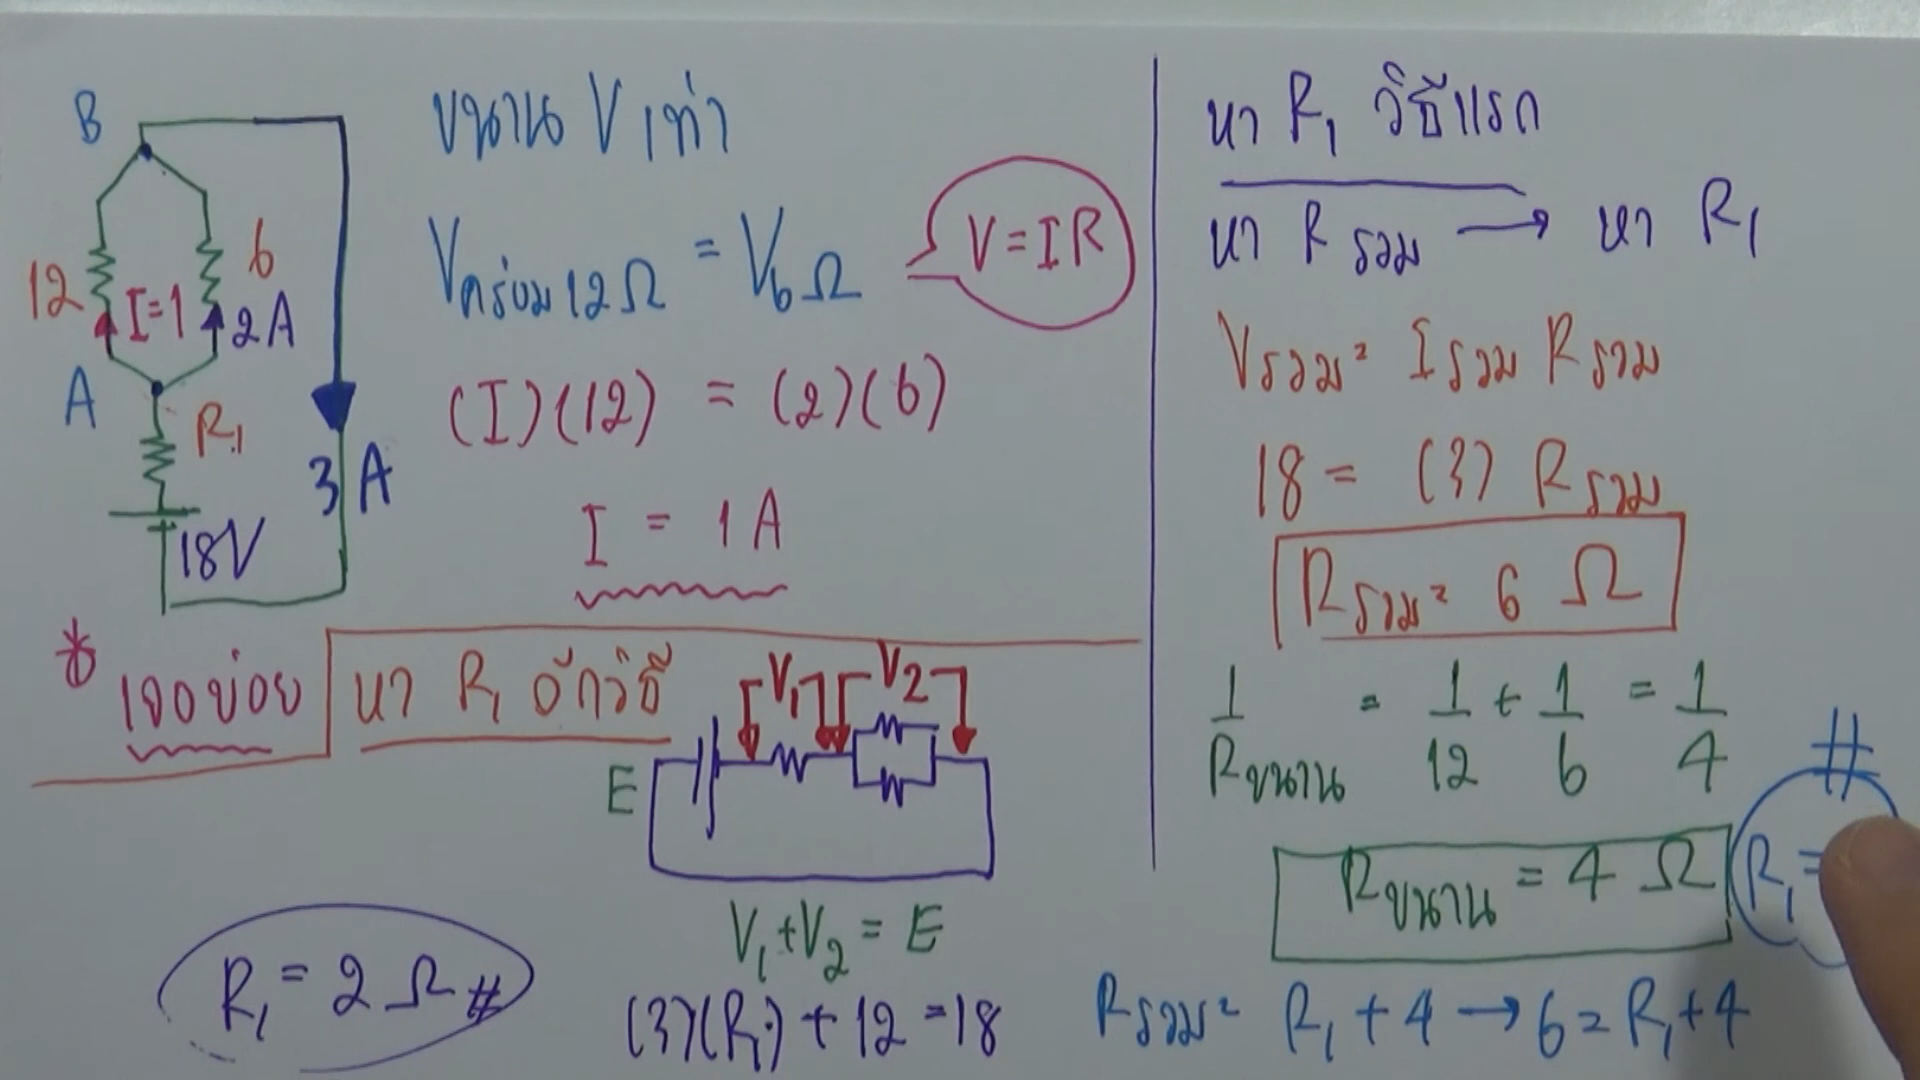 B
12
I=1
6
2A
A
R1
3A
18V
ขนาน V เท่า
Vคร่อม12Ω = V6Ω
V=IR
(I)(12) = (2)(6)
I = 1A
* เจอบ่อย
หา R1 อีกวิธี
V1 V2
E
V1+V2 = E
(3)(R1) + 12 = 18
R1 = 2Ω #
หา R1 วิธีแรก
หา Rรวม → หา R1
Vรวม = Iรวม Rรวม
18 = (3) Rรวม
Rรวม = 6 Ω
1/Rขนาน = 1/12 + 1/6 = 1/4
Rขนาน = 4 Ω
#
R1 =
Rรวม = R1 + 4 → 6 = R1 + 4